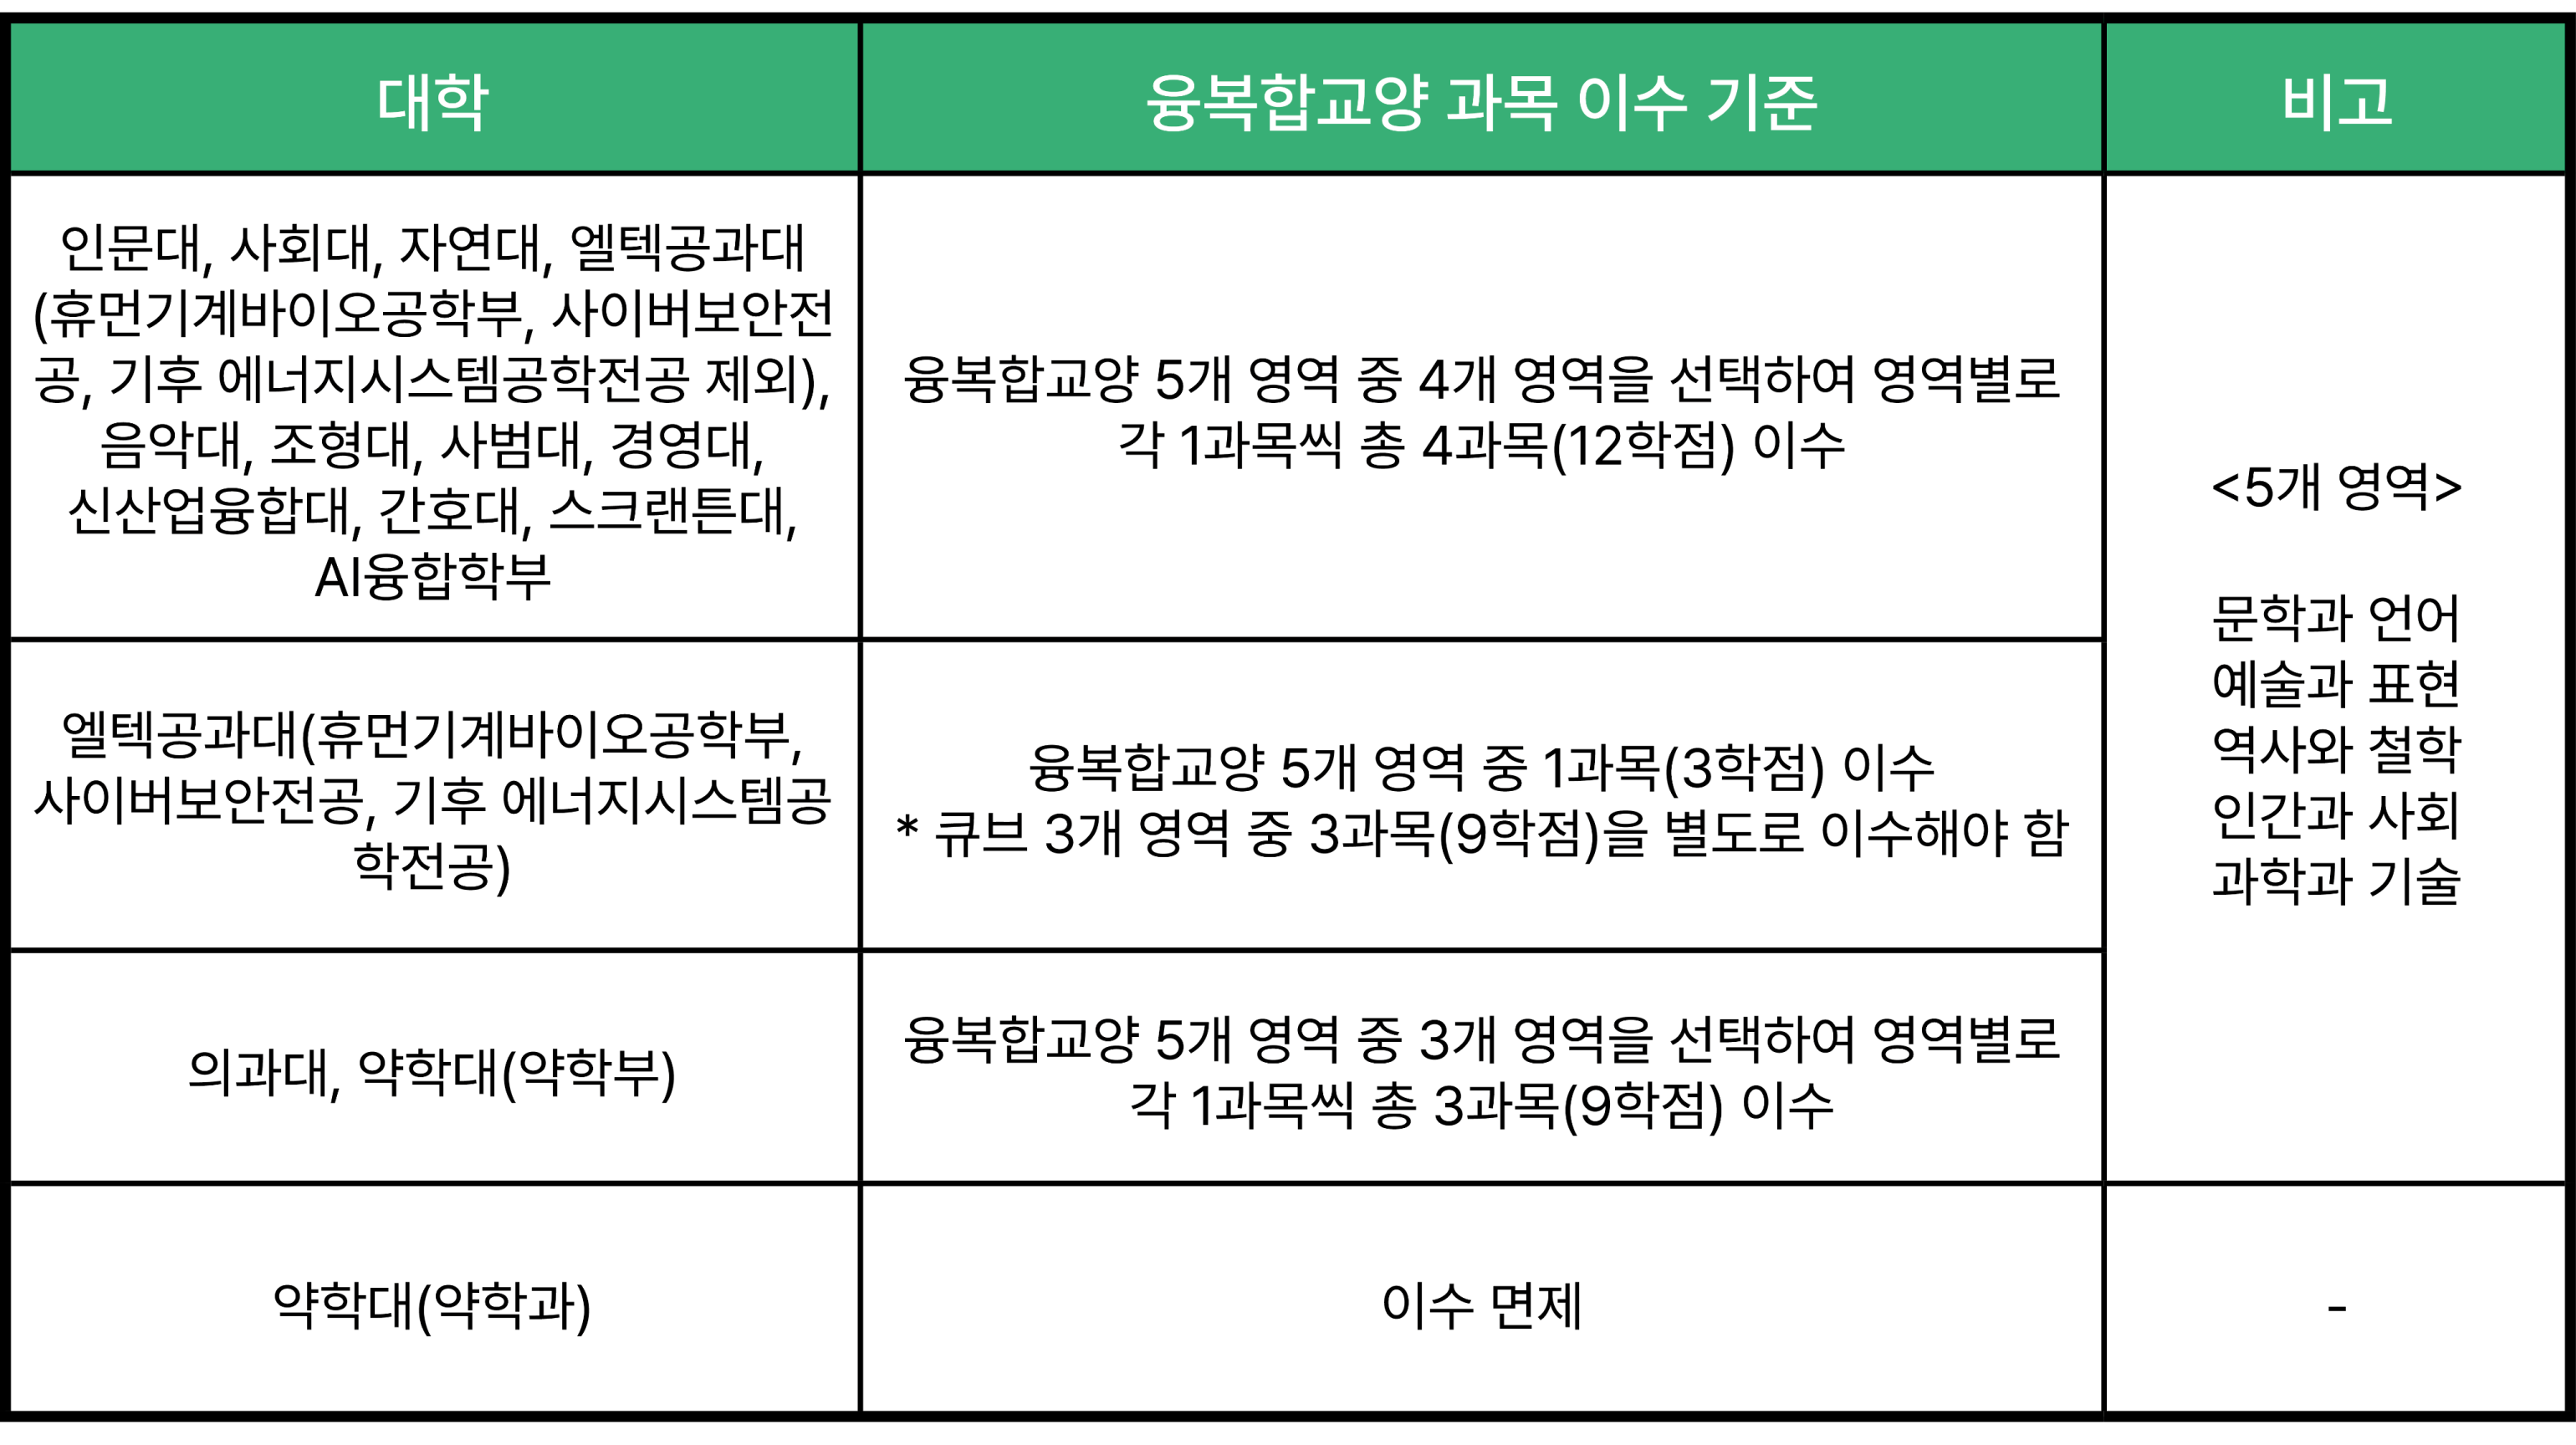 대학
융복합교양 과목 이수 기준
비고
인문대, 사회대, 자연대, 엘텍공과대
(휴먼기계바이오공학부, 사이버보안전
공, 기후 에너지시스템공학전공 제외),
음악대, 조형대, 사범대, 경영대,
신산업융합대, 간호대, 스크랜튼대,
AI융합학부
융복합교양 5개 영역 중 4개 영역을 선택하여 영역별로
각 1과목씩 총 4과목(12학점) 이수
<5개 영역>
문학과 언어
예술과 표현
역사와 철학
인간과 사회
과학과 기술
엘텍공과대(휴먼기계바이오공학부,
사이버보안전공, 기후 에너지시스템공
학전공)
융복합교양 5개 영역 중 1과목(3학점) 이수
* 큐브 3개 영역 중 3과목(9학점)을 별도로 이수해야 함
의과대, 약학대(약학부)
융복합교양 5개 영역 중 3개 영역을 선택하여 영역별로
각 1과목씩 총 3과목(9학점) 이수
약학대(약학과)
이수 면제
-